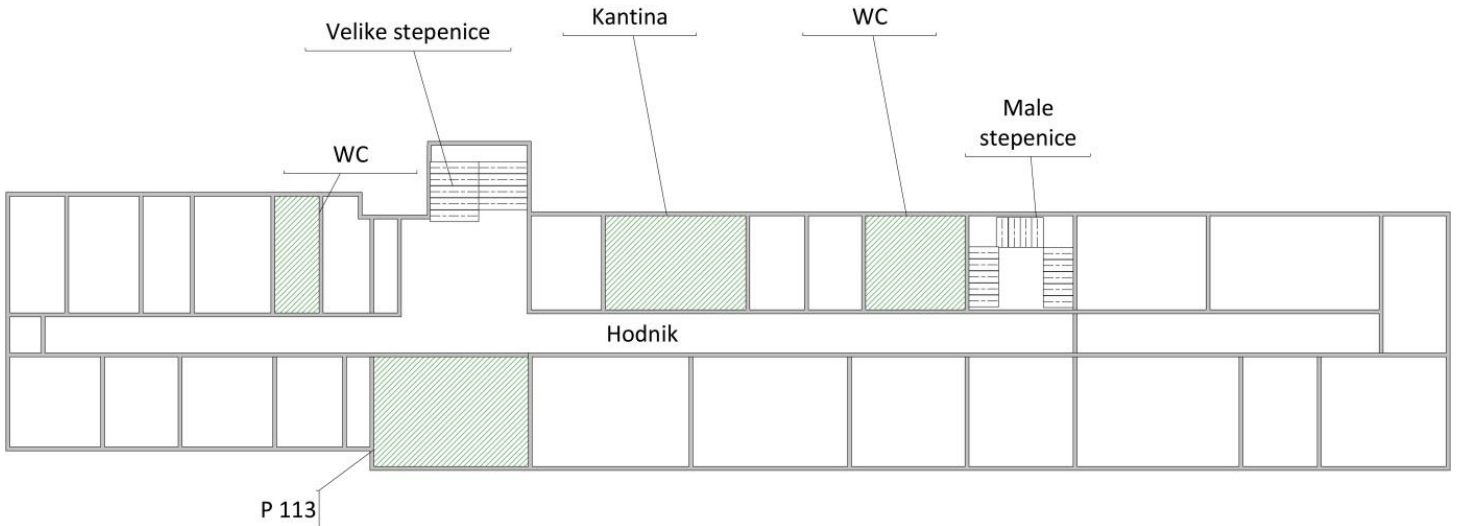 Velike stepenice
Kantina
WC
Male
stepenice
WC
Hodnik
P 113